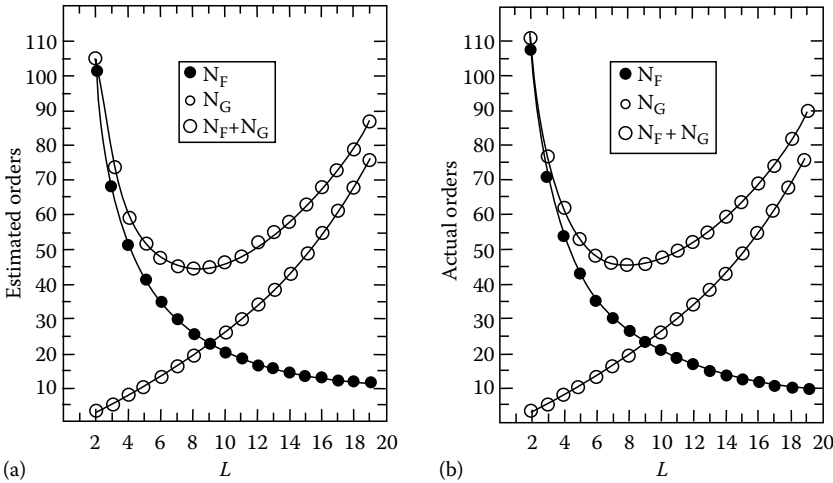 110
100
90
80
70
60
50
40
30
20
10
Estimated orders
N_F
N_G
N_F+N_G
2 4 6 8 10 12 14 16 18 20
L
(a)
110
100
90
80
70
60
50
40
30
20
10
Actual orders
N_F
N_G
N_F + N_G
2 4 6 8 10 12 14 16 18 20
L
(b)